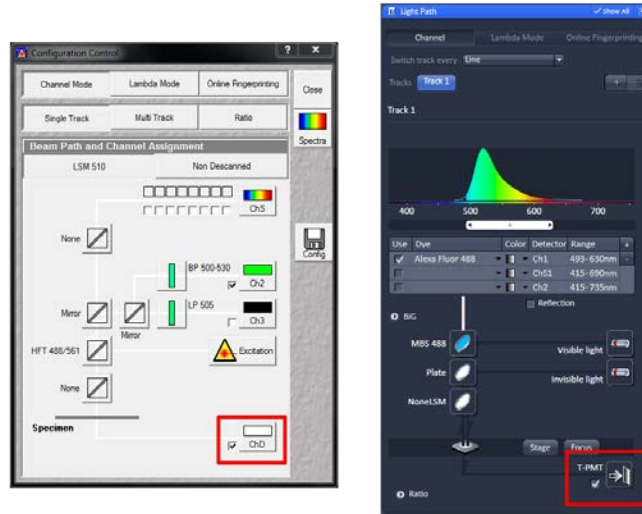 Configuration Control
Channel Mode
Lambda Mode
Online Fingerprinting
Close
Single Track
Multi Track
Ratio
Spectra
Beam Path and Channel Assignment
LSM 510
Non Descanned
ChS
None
Config
BP 500-530
Ch2
LP 505
Mirror
Mirror
Ch3
HFT 488/561
Excitation
None
Specimen
ChD
Light Path
Show All
Channel
Lambda Mode
Online Fingerprinting
Switch track every
Line
Tracks
Track 1
Track 1
400 500 600 700
Use Dye Color Detector Range
Alexa Fluor 488 Ch1 493-630nm
ChS1 415-690nm
Ch2 415-735nm
Reflection
BiG
MBS 488
Visible light
Plate
Invisible light
NoneLSM
Stage
Focus
T-PMT
Ratio